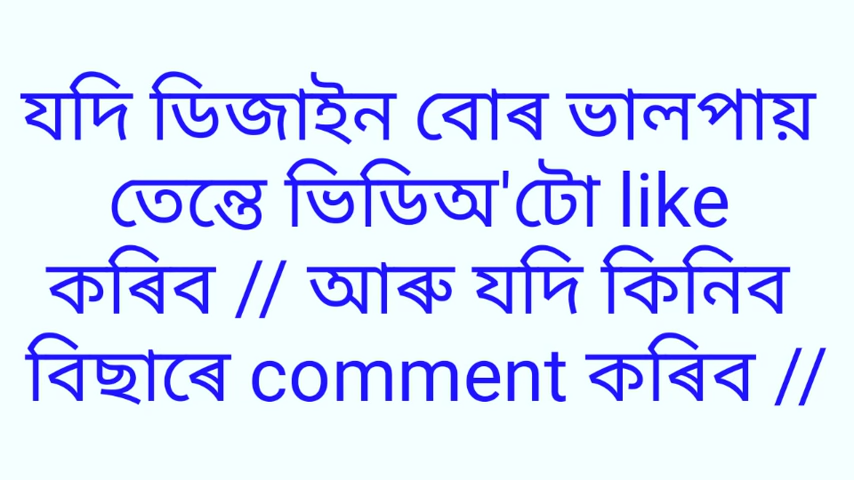 যদি ডিজাইন বোৰ ভালপায়
তেন্তে ভিডিঅ'টো like
কৰিব // আৰু যদি কিনিব
বিছাৰে comment কৰিব //